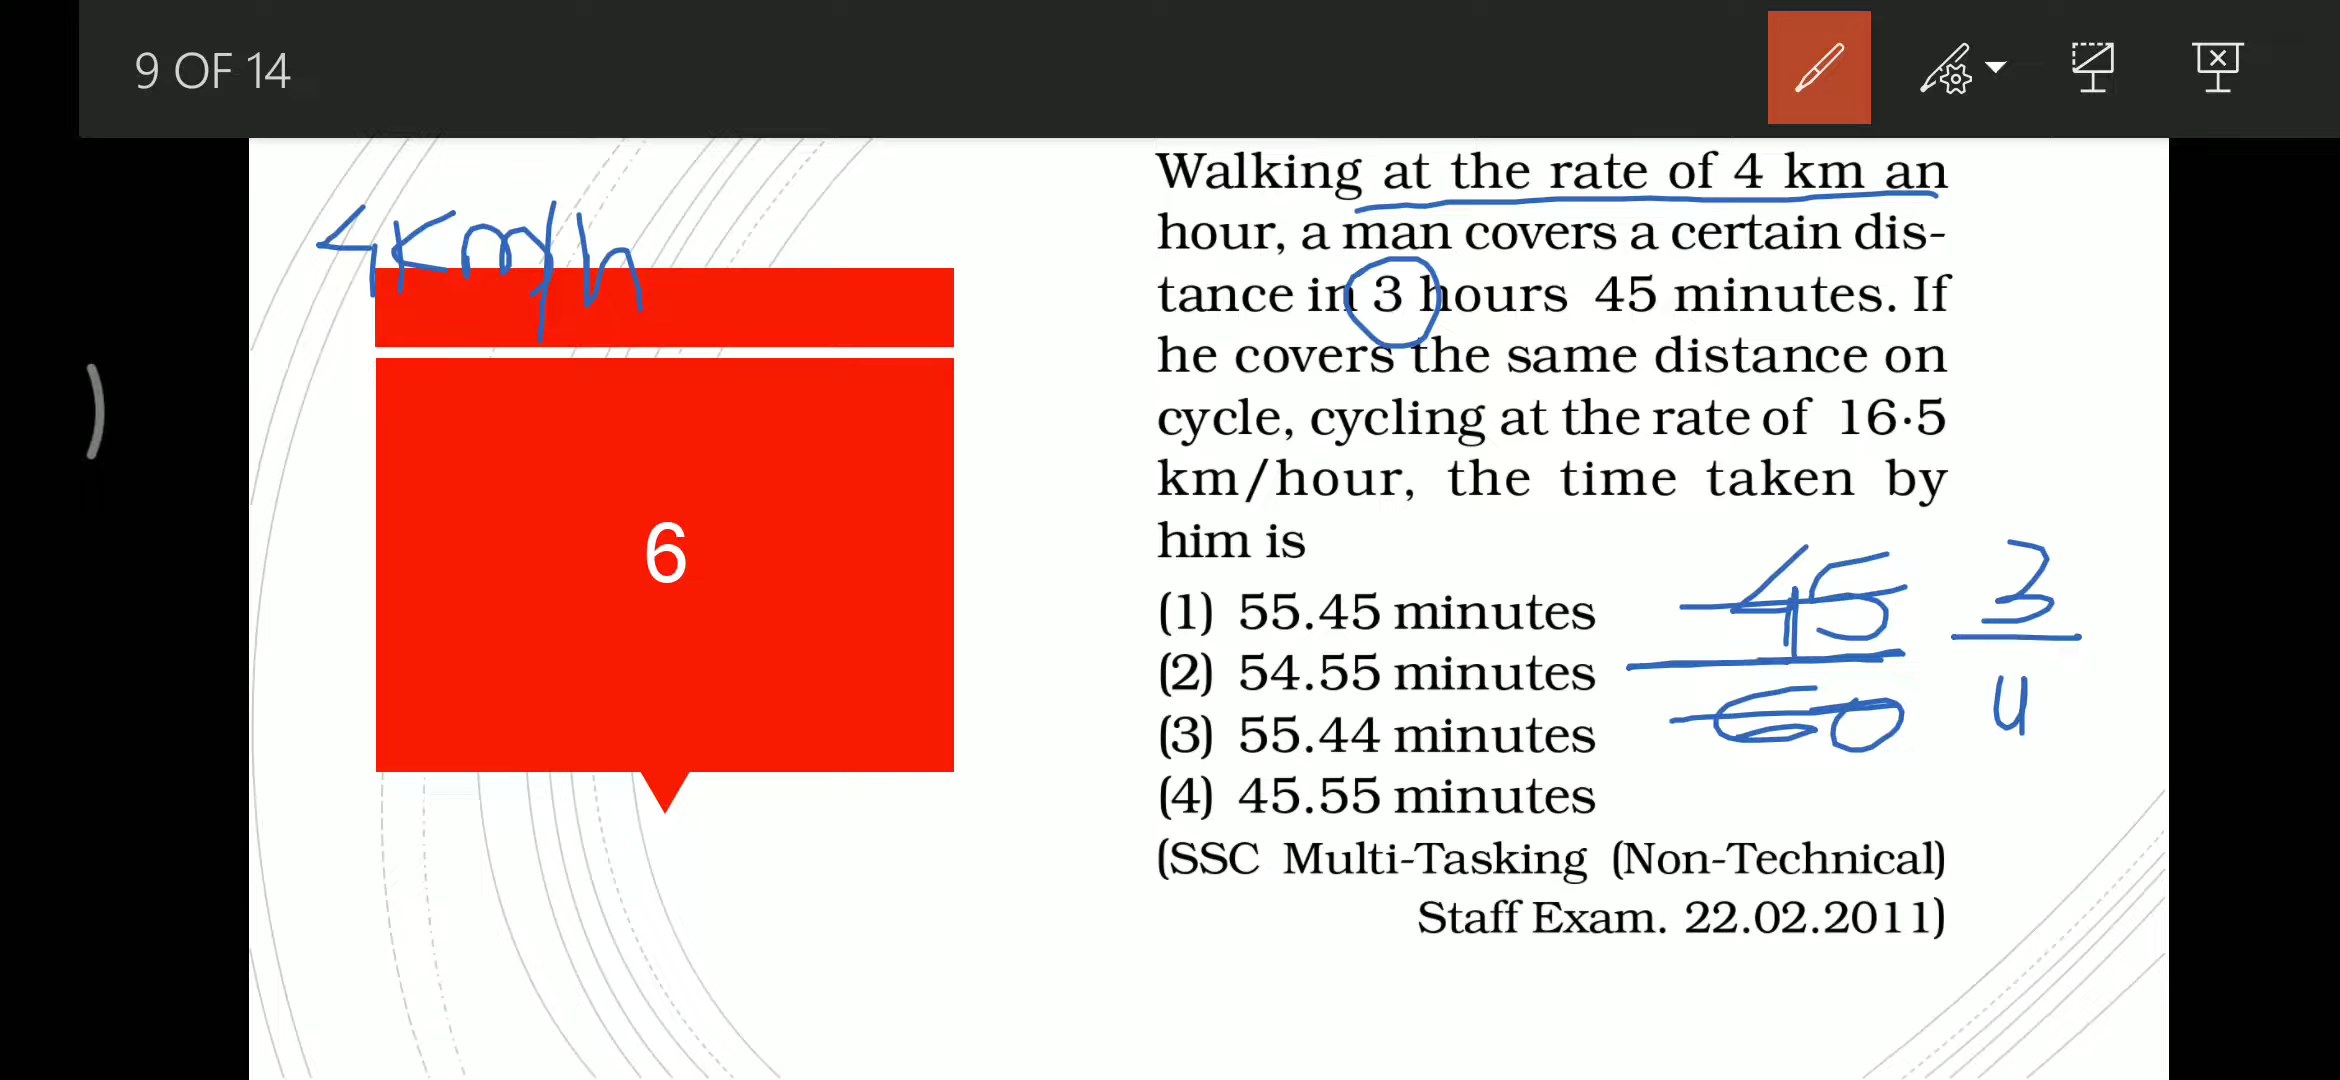 9 OF 14
4km/h
6
Walking at the rate of 4 km an
hour, a man covers a certain dis-
tance in 3 hours 45 minutes. If
he covers the same distance on
cycle, cycling at the rate of 16·5
km/hour, the time taken by
him is
(1) 55.45 minutes
(2) 54.55 minutes
(3) 55.44 minutes
(4) 45.55 minutes
(SSC Multi-Tasking (Non-Technical)
Staff Exam. 22.02.2011)
45 3
60 4